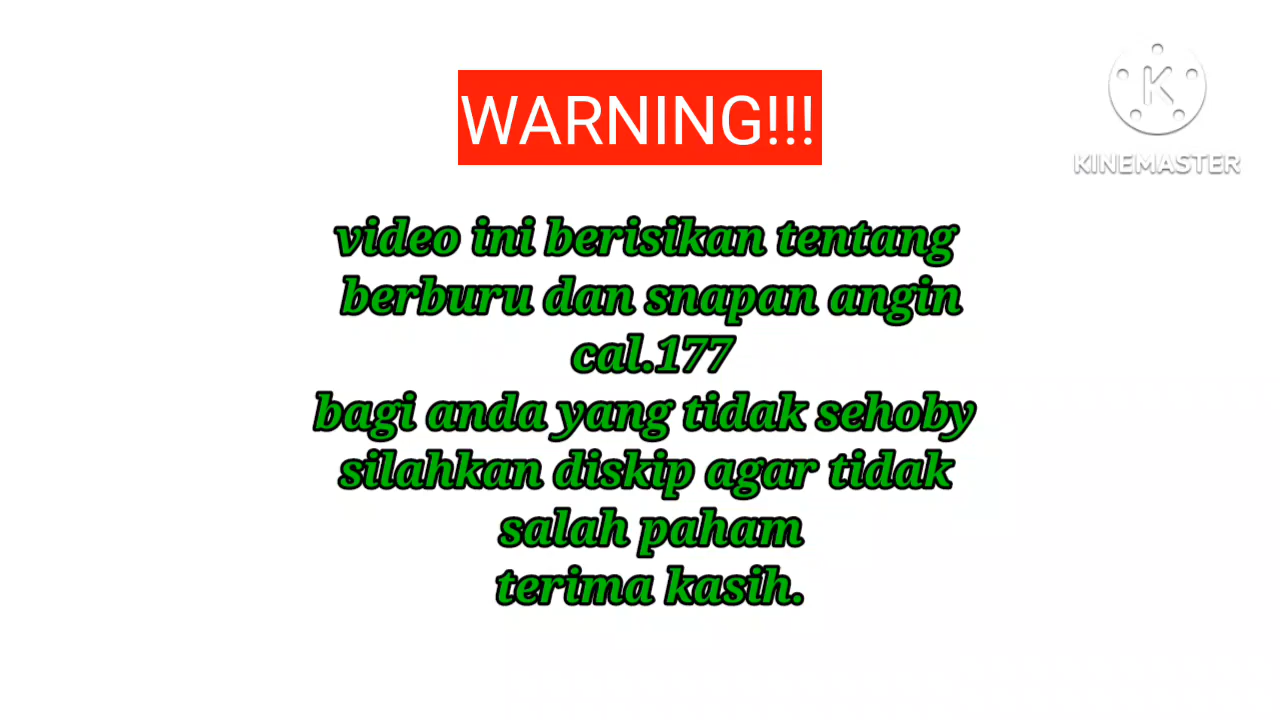 WARNING!!!
KINEMASTER
video ini berisikan tentang
berburu dan snapan angin
cal.177
bagi anda yang tidak sehoby
silahkan diskip agar tidak
salah paham
terima kasih.